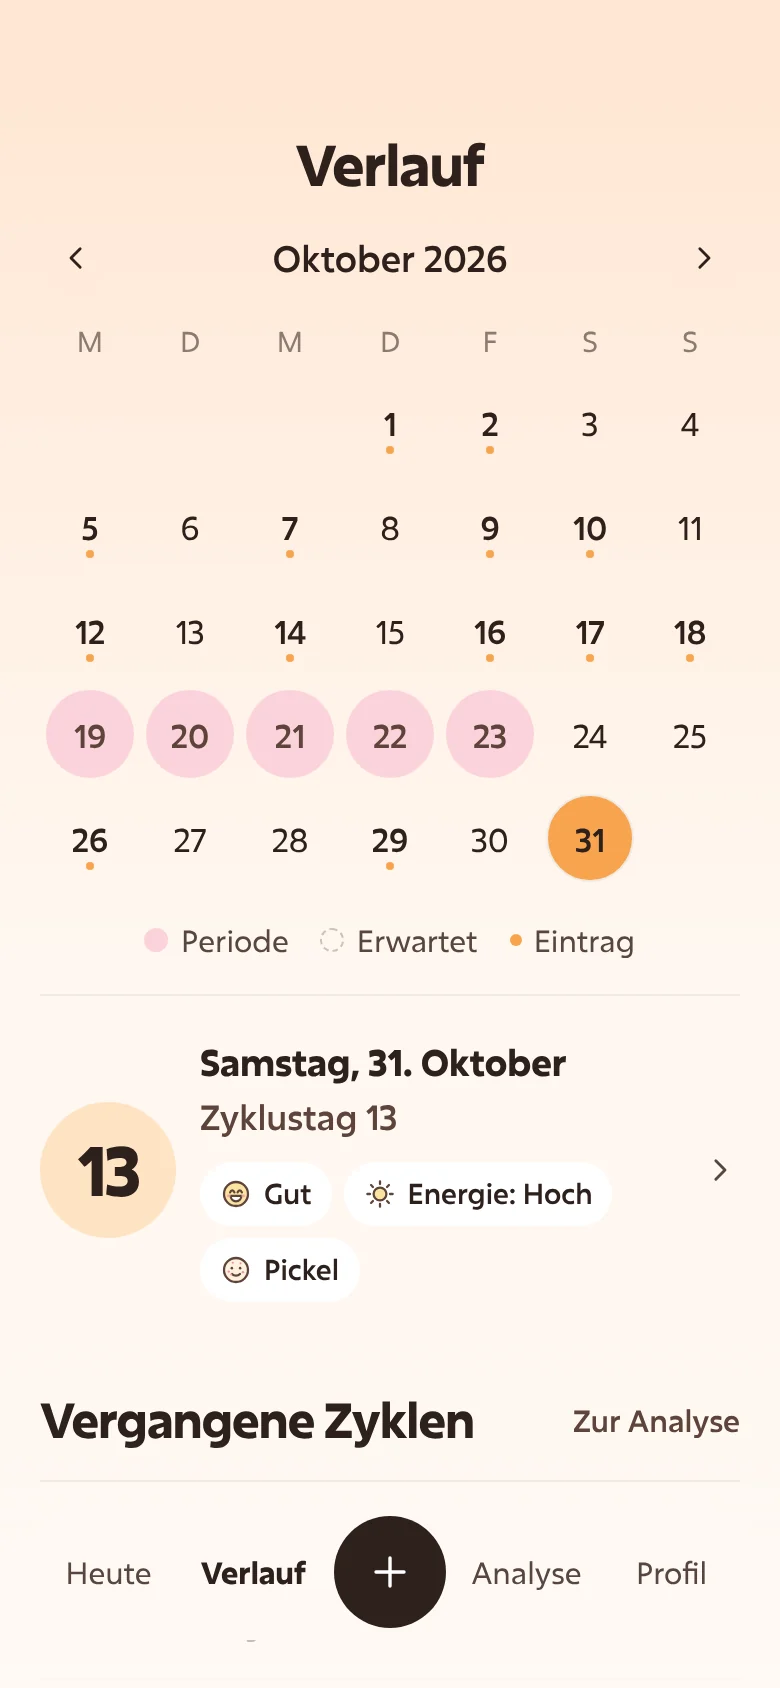 Verlauf
Oktober 2026
M D M D F S S
1 2 3 4
5 6 7 8 9 10 11
12 13 14 15 16 17 18
19 20 21 22 23 24 25
26 27 28 29 30 31
Periode Erwartet Eintrag
Samstag, 31. Oktober
Zyklustag 13
13
Gut Energie: Hoch
Pickel
Vergangene Zyklen Zur Analyse
Heute Verlauf + Analyse Profil